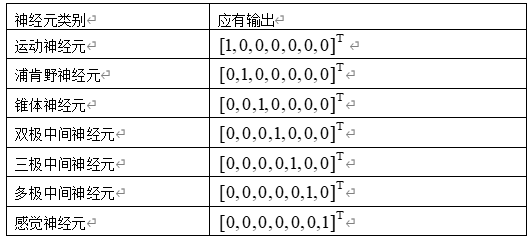 神经元类别↵ 应有输出↵
运动神经元↵ [1,0,0,0,0,0,0]^T ↵
浦肯野神经元↵ [0,1,0,0,0,0,0]^T↵
锥体神经元↵ [0,0,1,0,0,0,0]^T↵
双极中间神经元↵ [0,0,0,1,0,0,0]^T↵
三极中间神经元↵ [0,0,0,0,1,0,0]^T↵
多极中间神经元↵ [0,0,0,0,0,1,0]^T↵
感觉神经元↵ [0,0,0,0,0,0,1]^T↵